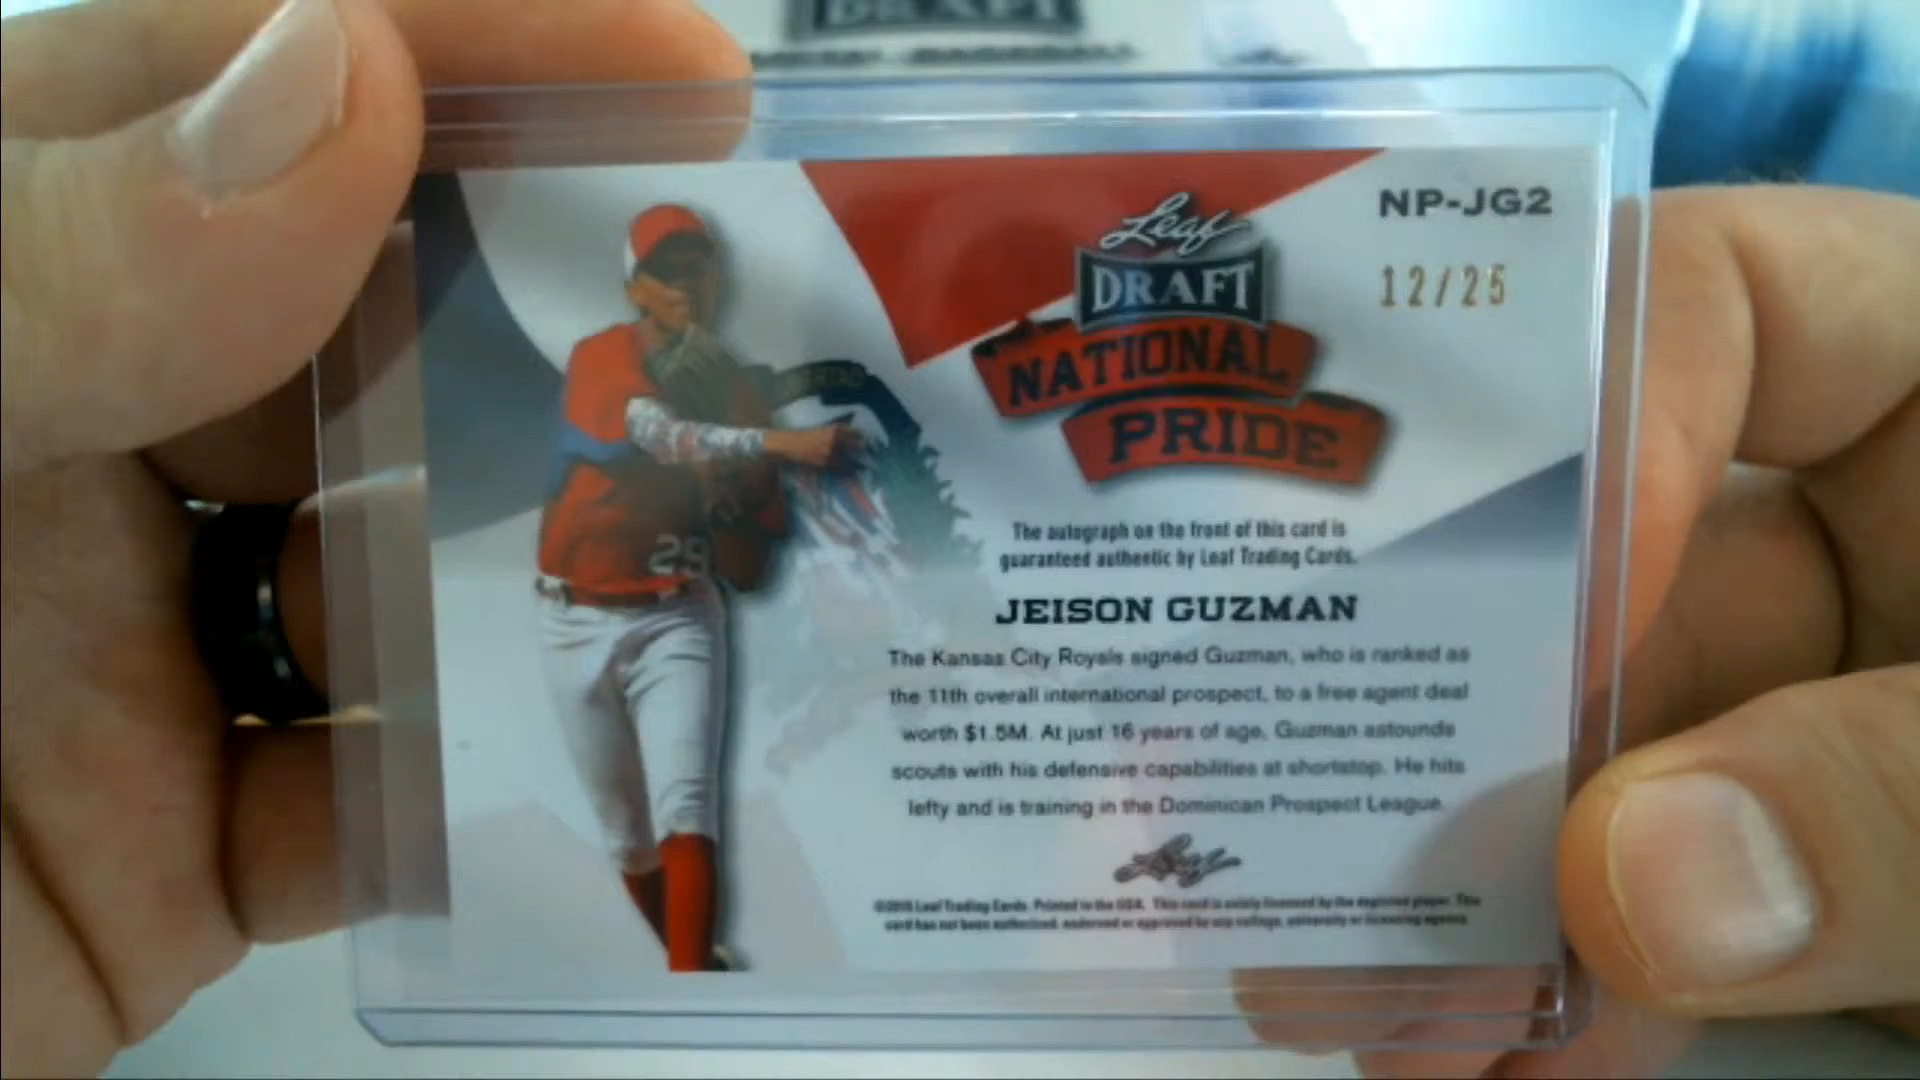 DRAFT
BASEBALL
NP-JG2
12/25
Leaf
DRAFT
NATIONAL
PRIDE
29
The autograph on the front of this card is
guaranteed authentic by Leaf Trading Cards.
JEISON GUZMAN
The Kansas City Royals signed Guzman, who is ranked as
the 11th overall international prospect, to a free agent deal
worth $1.5M. At just 16 years of age, Guzman astounds
scouts with his defensive capabilities at shortstop. He hits
lefty and is training in the Dominican Prospect League.
Leaf
Leaf Trading Cards. Printed in the USA. This card is solely licensed by the depicted player. This
card has not been authorized, endorsed or approved by any college, university or licensing agency.